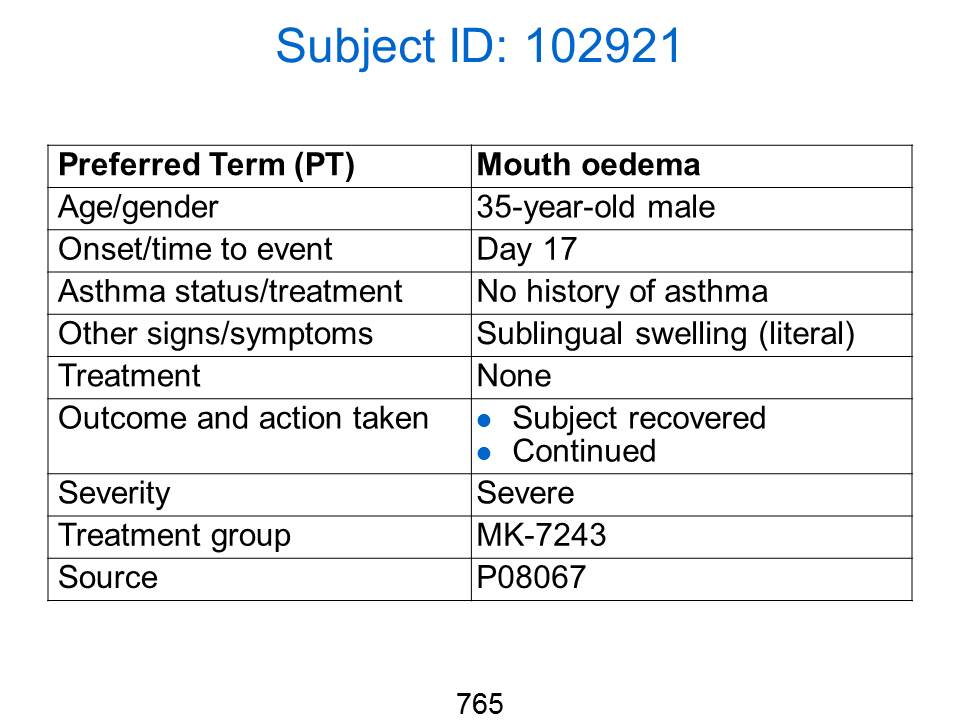 Subject ID: 102921
Preferred Term (PT) Mouth oedema
Age/gender 35-year-old male
Onset/time to event Day 17
Asthma status/treatment No history of asthma
Other signs/symptoms Sublingual swelling (literal)
Treatment None
Outcome and action taken ● Subject recovered
● Continued
Severity Severe
Treatment group MK-7243
Source P08067
765